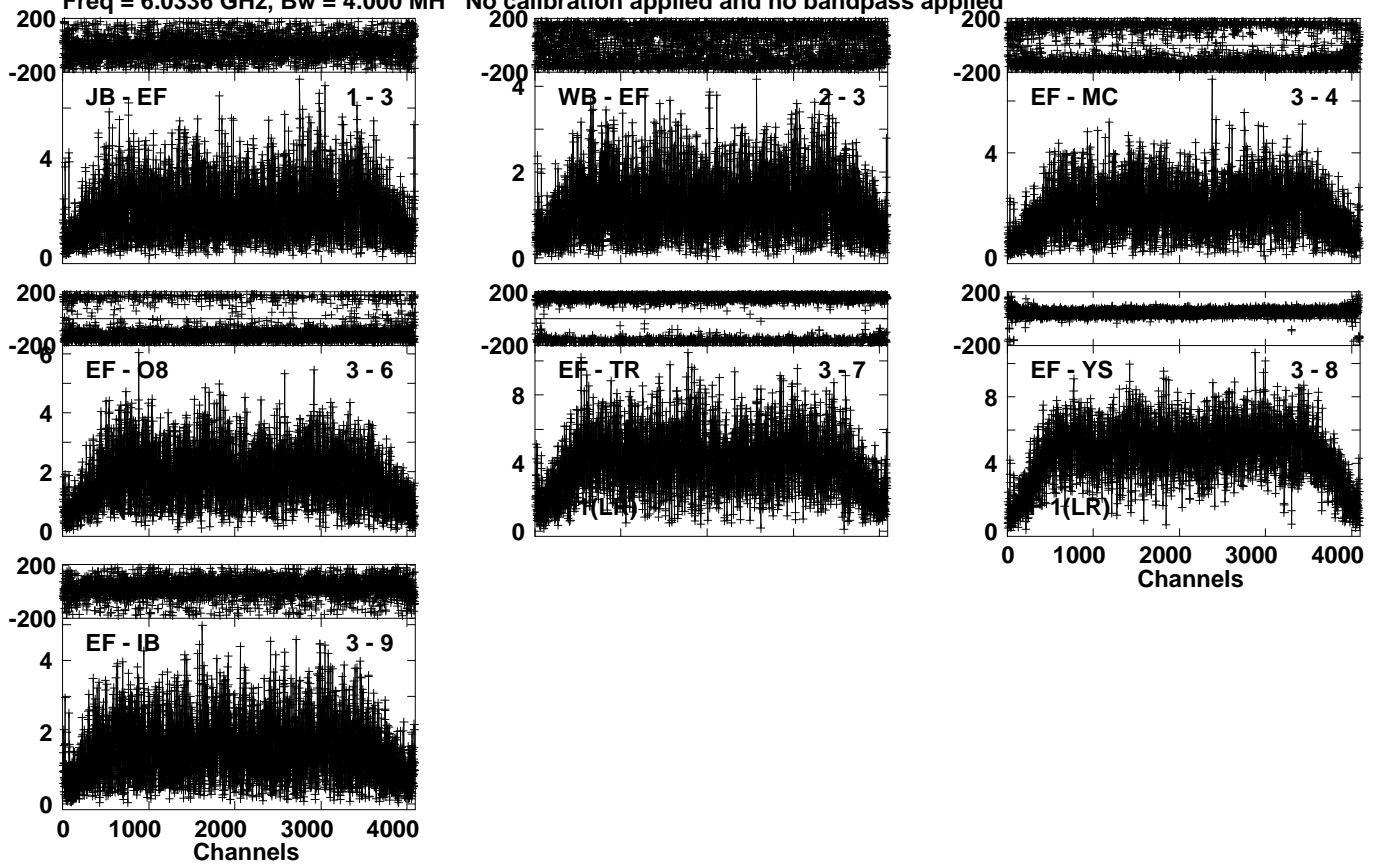 Freq = 6.0336 GHz, Bw = 4.000 MH No calibration applied and no bandpass applied
200
-200
JB - EF 1 - 3
4
0
200
-200
WB - EF 2 - 3
4
2
0
200
-200
EF - MC 3 - 4
4
0
200
-200
6
EF - O8 3 - 6
4
2
0
200
-200
EF - TR 3 - 7
8
4
1(LR)
0
200
-200
EF - YS 3 - 8
8
4
1(LR)
0
0 1000 2000 3000 4000
Channels
200
-200
EF - IB 3 - 9
4
2
0
0 1000 2000 3000 4000
Channels